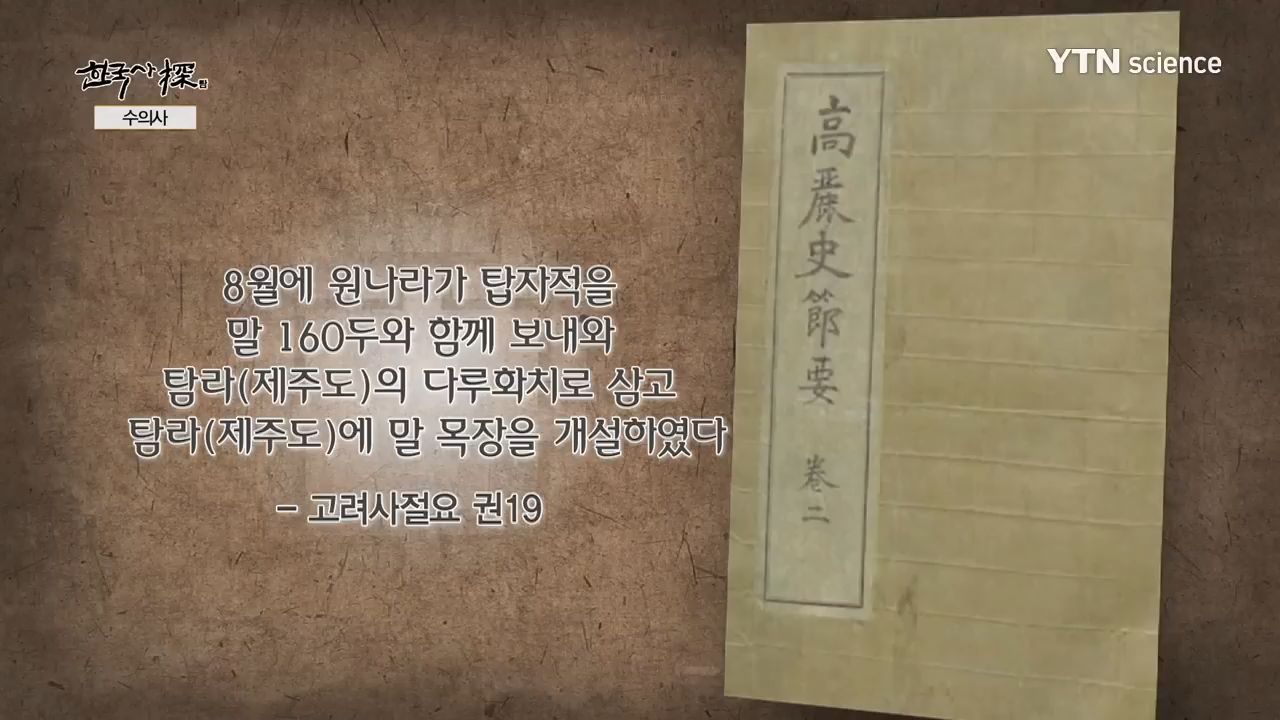 한국사探탐
수의사
YTN science
8월에 원나라가 탑자적을
말 160두와 함께 보내와
탐라(제주도)의 다루화치로 삼고
탐라(제주도)에 말 목장을 개설하였다
- 고려사절요 권19
高麗史節要 卷二